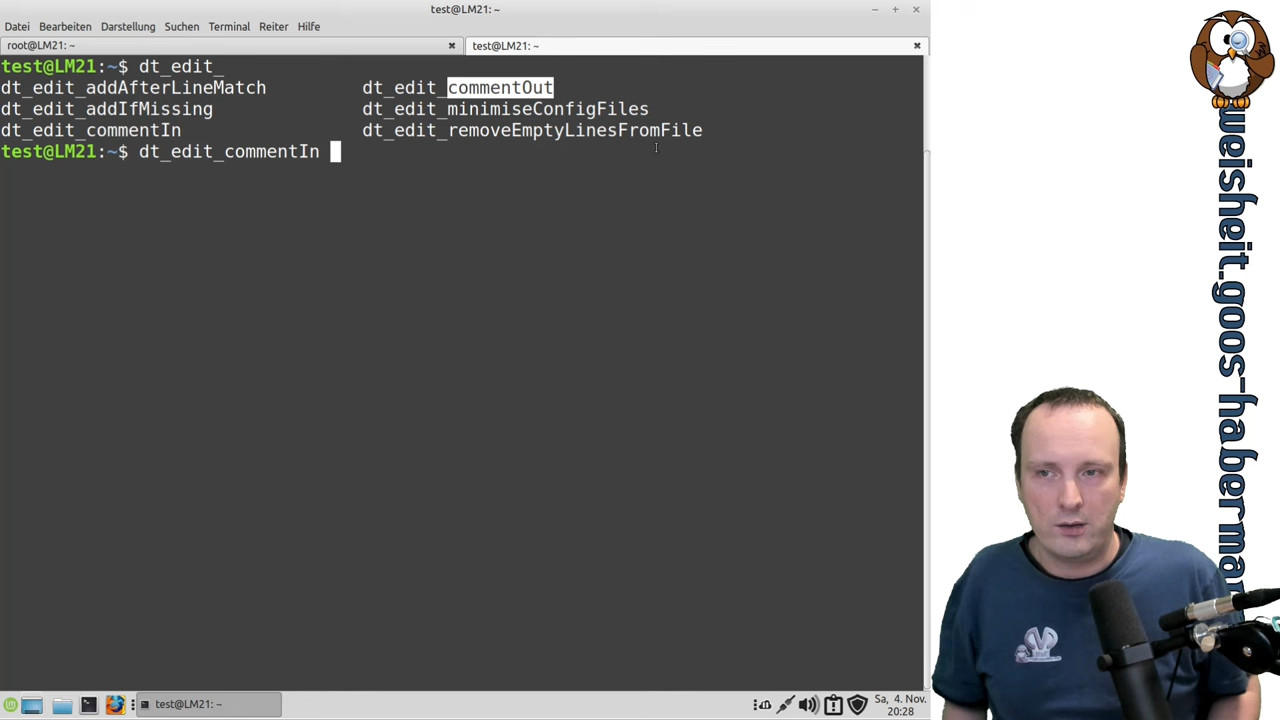 test@LM21: ~
Datei Bearbeiten Darstellung Suchen Terminal Reiter Hilfe
root@LM21: ~
test@LM21: ~
test@LM21:~$ dt_edit_
dt_edit_addAfterLineMatch dt_edit_commentOut
dt_edit_addIfMissing dt_edit_minimiseConfigFiles
dt_edit_commentIn dt_edit_removeEmptyLinesFromFile
test@LM21:~$ dt_edit_commentIn
test@LM21: ~
Sa, 4. Nov.
20:28
weisheit.goos-haberman